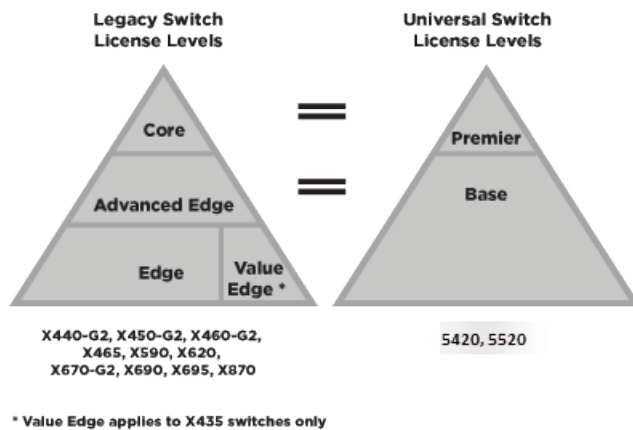 Legacy Switch
License Levels
Core
Advanced Edge
Edge
Value
Edge *
X440-G2, X450-G2, X460-G2,
X465, X590, X620,
X670-G2, X690, X695, X870
Universal Switch
License Levels
Premier
Base
5420, 5520
* Value Edge applies to X435 switches only